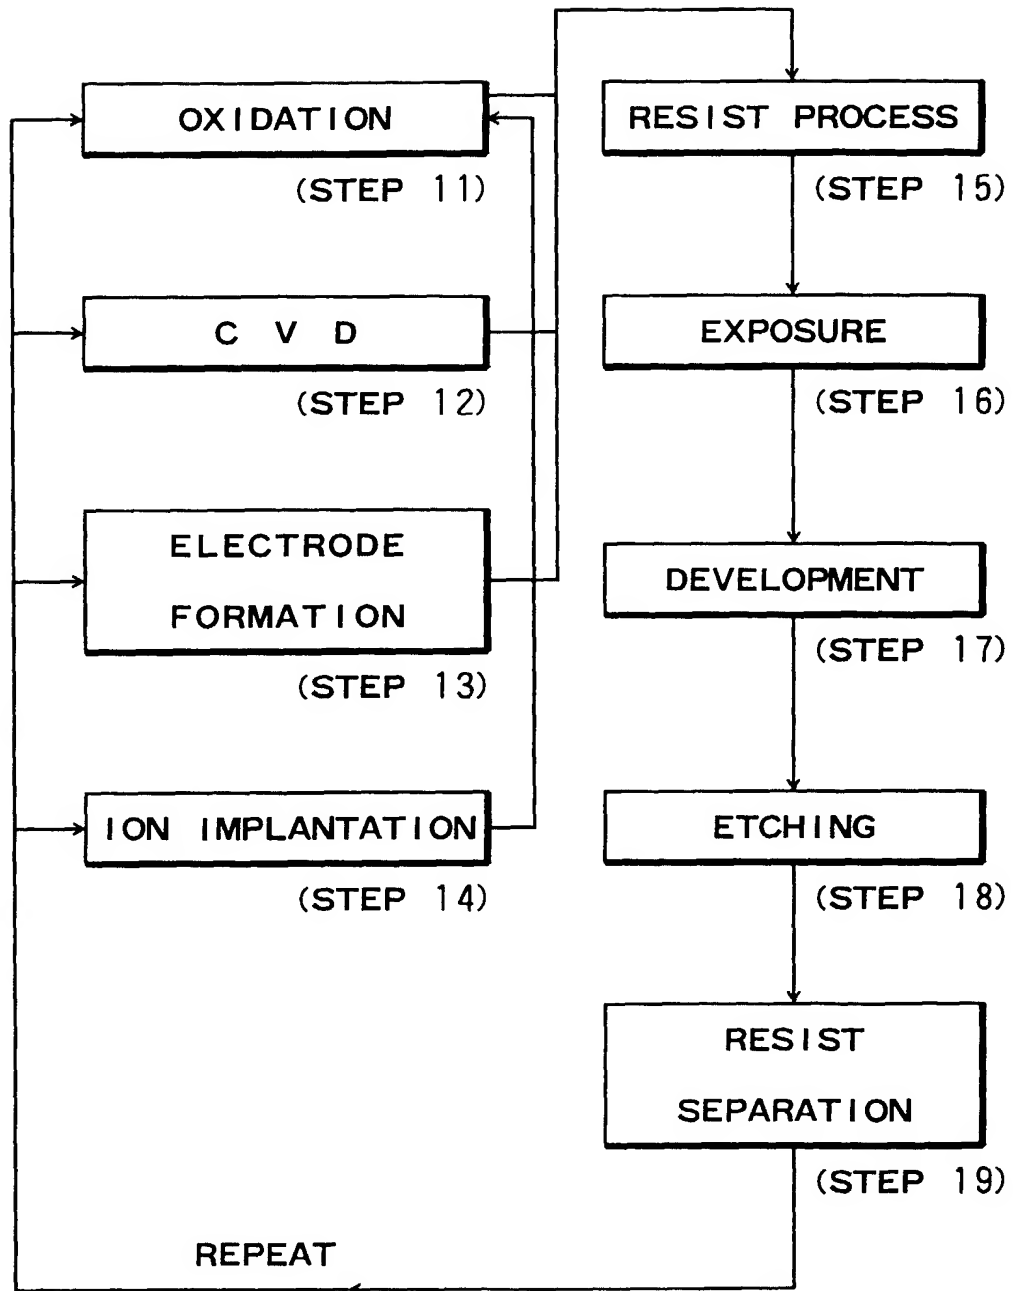 OXIDATION
(STEP 11)
C V D
(STEP 12)
ELECTRODE
FORMATION
(STEP 13)
ION IMPLANTATION
(STEP 14)
RESIST PROCESS
(STEP 15)
EXPOSURE
(STEP 16)
DEVELOPMENT
(STEP 17)
ETCHING
(STEP 18)
RESIST
SEPARATION
(STEP 19)
REPEAT